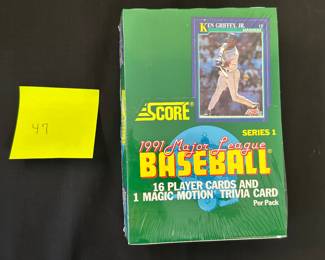 47
KEN GRIFFEY, JR.
SCORE
SERIES 1
1991 Major League
BASEBALL
16 PLAYER CARDS AND
1 MAGIC MOTION TRIVIA CARD
Per Pack